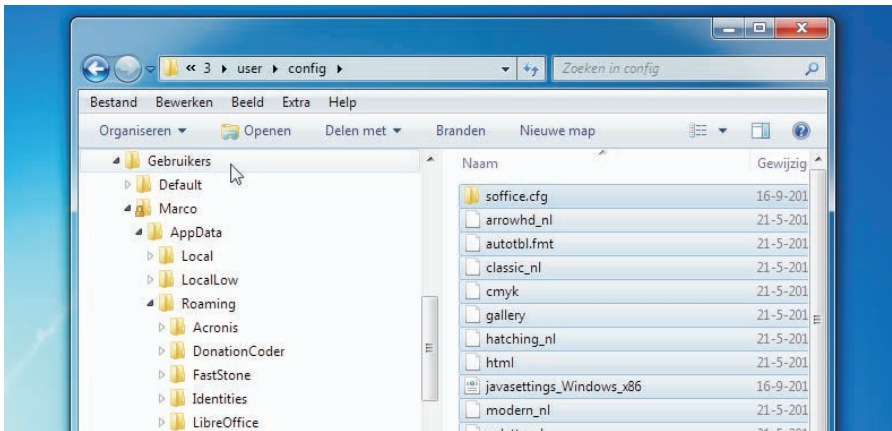 « 3 ▸ user ▸ config ▸
Zoeken in config
Bestand Bewerken Beeld Extra Help
Organiseren Openen Delen met Branden Nieuwe map
Gebruikers
Default
Marco
AppData
Local
LocalLow
Roaming
Acronis
DonationCoder
FastStone
Identities
LibreOffice
Naam Gewijzig
soffice.cfg 16-9-201
arrowhd_nl 21-5-201
autotbl.fmt 21-5-201
classic_nl 21-5-201
cmyk 21-5-201
gallery 21-5-201
hatching_nl 21-5-201
html 21-5-201
javasettings_Windows_x86 16-9-201
modern_nl 21-5-201